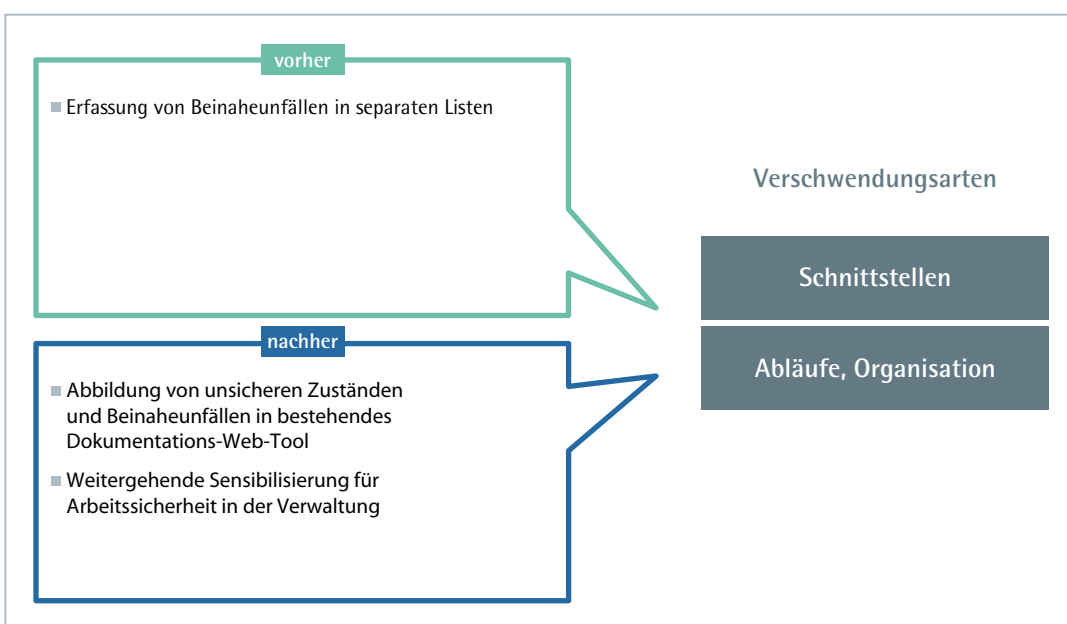 vorher
Erfassung von Beinaheunfällen in separaten Listen
nachher
Abbildung von unsicheren Zuständen
und Beinaheunfällen in bestehendes
Dokumentations-Web-Tool
Weitergehende Sensibilisierung für
Arbeitssicherheit in der Verwaltung
Verschwendungsarten
Schnittstellen
Abläufe, Organisation